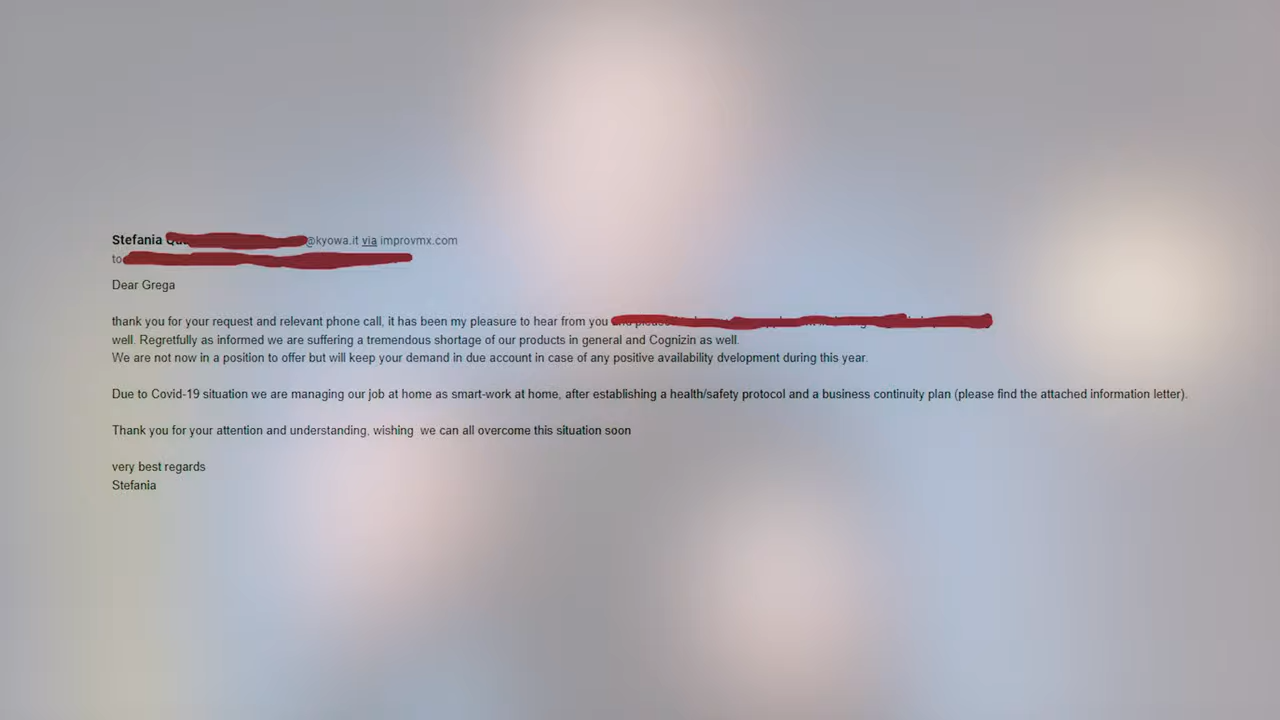 Stefania @kyowa.it via improvmx.com
to
Dear Grega
thank you for your request and relevant phone call, it has been my pleasure to hear from you
well. Regretfully as informed we are suffering a tremendous shortage of our products in general and Cognizin as well.
We are not now in a position to offer but will keep your demand in due account in case of any positive availability dvelopment during this year.
Due to Covid-19 situation we are managing our job at home as smart-work at home, after establishing a health/safety protocol and a business continuity plan (please find the attached information letter).
Thank you for your attention and understanding, wishing  we can all overcome this situation soon
very best regards
Stefania